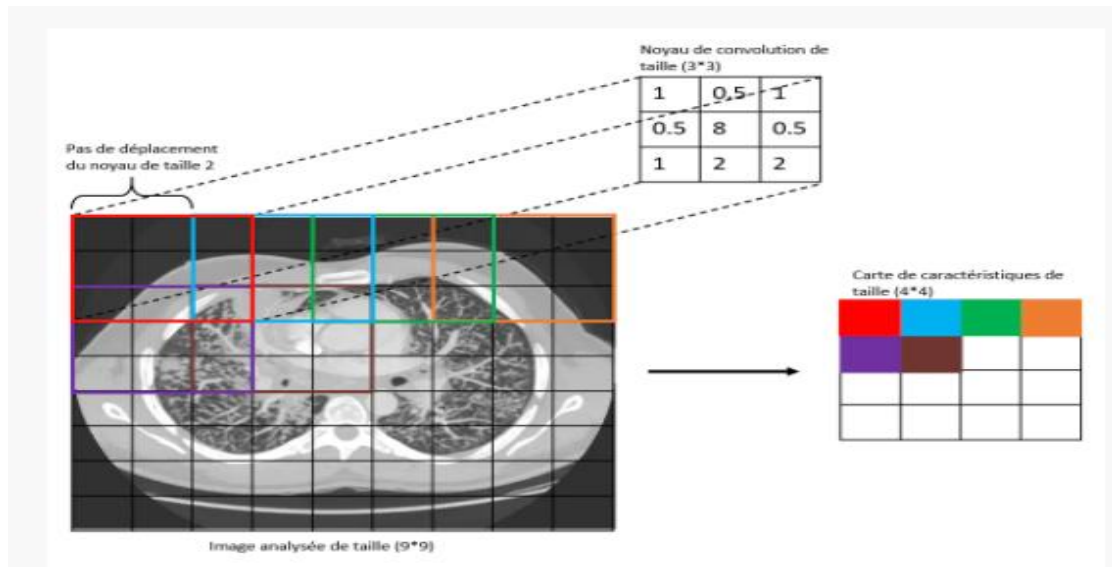 Noyau de convolution de
taille (3*3)
1 0.5 1
0.5 8 0.5
1 2 2
Pas de déplacement
du noyau de taille 2
Carte de caractéristiques de
taille (4*4)
Image analysée de taille (9*9)